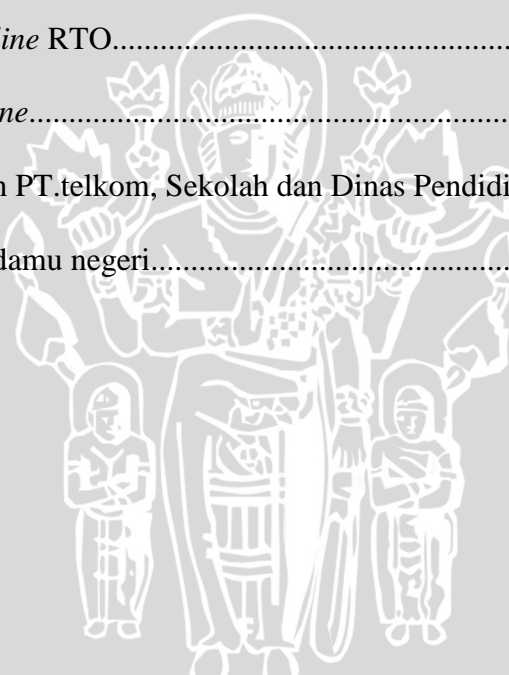 line RTO..................................................
ne..............................................................
n PT.telkom, Sekolah dan Dinas Pendidi
damu negeri..............................................